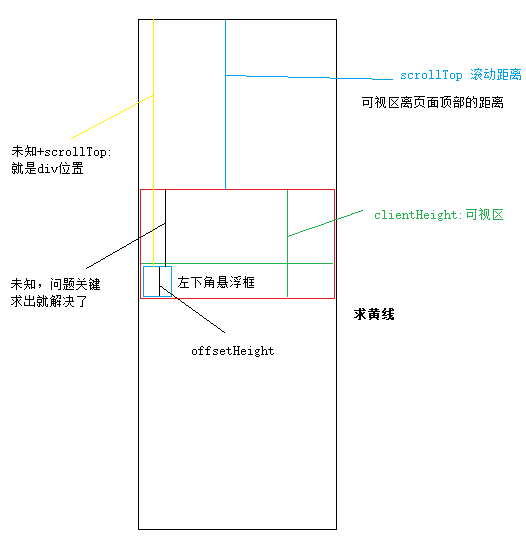 scrollTop 滚动距离
可视区离页面顶部的距离
未知+scrollTop:
就是div位置
clientHeight:可视区
未知，问题关键
求出就解决了
左下角悬浮框
求黄线
offsetHeight